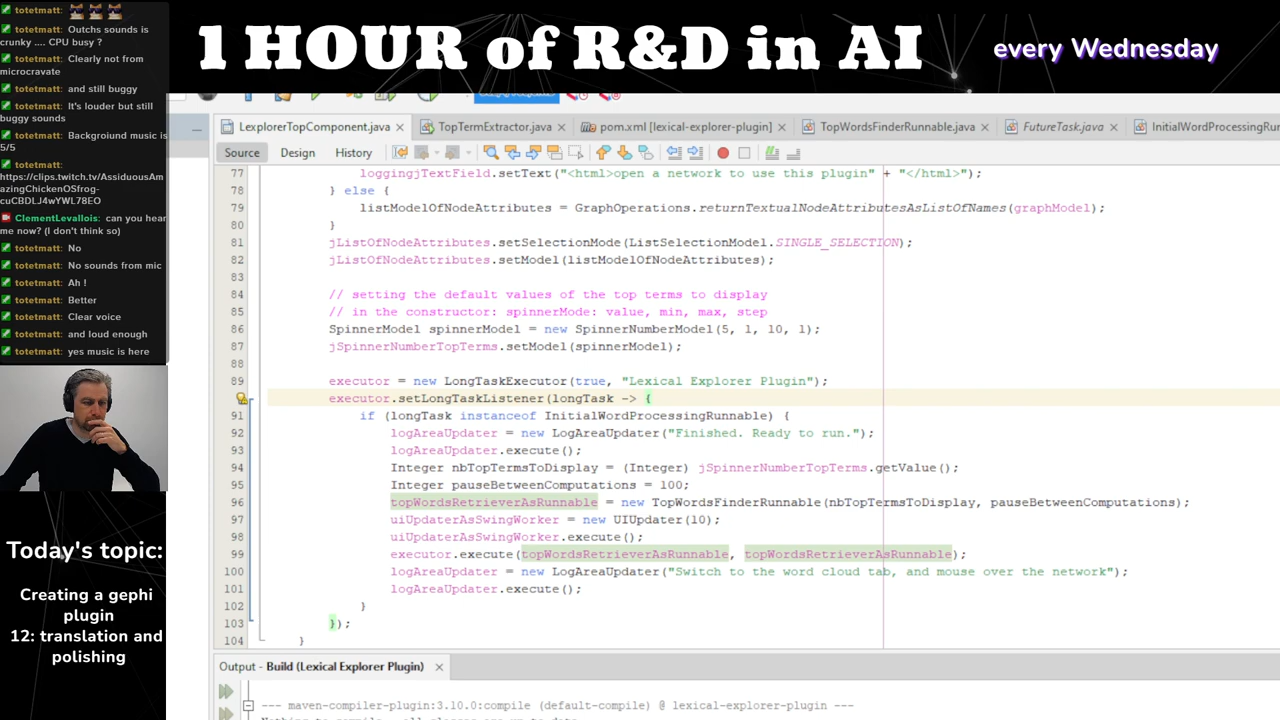 1 HOUR of R&D in AI
every Wednesday
totetmatt:
totetmatt: Outchs sounds is
crunky .... CPU busy ?
totetmatt: Clearly not from
microcravate
totetmatt: and still buggy
totetmatt: It's louder but still
buggy sounds
totetmatt: Backgroiund music is
5/5
totetmatt:
https://clips.twitch.tv/AssiduousAm
azingChickenOSfrog-
cuCBDLJ4wYWL78EO
ClementLevallois: can you hear
me now? (I don't think so)
totetmatt: No
totetmatt: No sounds from mic
totetmatt: Ah !
totetmatt: Better
totetmatt: Clear voice
totetmatt: and loud enough
totetmatt: yes music is here
Today's topic:
Creating a gephi
plugin
12: translation and
polishing
LexplorerTopComponent.java
TopTermExtractor.java
pom.xml [lexical-explorer-plugin]
TopWordsFinderRunnable.java
FutureTask.java
InitialWordProcessingRun
Source Design History
77 loggingjTextField.setText("<html>open a network to use this plugin" + "</html>");
78 } else {
79 listModelOfNodeAttributes = GraphOperations.returnTextualNodeAttributesAsListOfNames(graphModel);
80 }
81 jListOfNodeAttributes.setSelectionMode(ListSelectionModel.SINGLE_SELECTION);
82 jListOfNodeAttributes.setModel(listModelOfNodeAttributes);
83
84 // setting the default values of the top terms to display
85 // in the constructor: spinnerMode: value, min, max, step
86 SpinnerModel spinnerModel = new SpinnerNumberModel(5, 1, 10, 1);
87 jSpinnerNumberTopTerms.setModel(spinnerModel);
88
89 executor = new LongTaskExecutor(true, "Lexical Explorer Plugin");
executor.setLongTaskListener(longTask -> {
91 if (longTask instanceof InitialWordProcessingRunnable) {
92 logAreaUpdater = new LogAreaUpdater("Finished. Ready to run.");
93 logAreaUpdater.execute();
94 Integer nbTopTermsToDisplay = (Integer) jSpinnerNumberTopTerms.getValue();
95 Integer pauseBetweenComputations = 100;
96 topWordsRetrieverAsRunnable = new TopWordsFinderRunnable(nbTopTermsToDisplay, pauseBetweenComputations);
97 uiUpdaterAsSwingWorker = new UIUpdater(10);
98 uiUpdaterAsSwingWorker.execute();
99 executor.execute(topWordsRetrieverAsRunnable, topWordsRetrieverAsRunnable);
100 logAreaUpdater = new LogAreaUpdater("Switch to the word cloud tab, and mouse over the network");
101 logAreaUpdater.execute();
102 }
103 });
104 }
Output - Build (Lexical Explorer Plugin)
--- maven-compiler-plugin:3.10.0:compile (default-compile) @ lexical-explorer-plugin ---